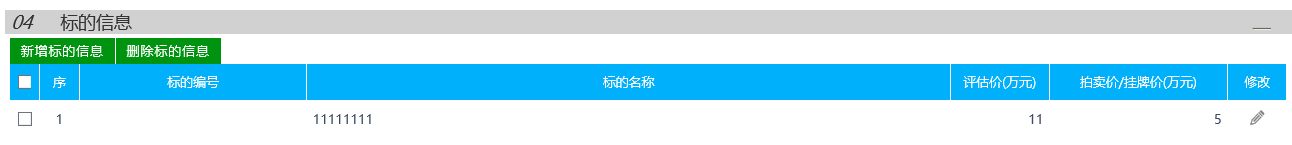 04 标的信息
新增标的信息 删除标的信息
序 标的编号 标的名称 评估价(万元) 拍卖价/挂牌价(万元) 修改
1 11111111 11 5